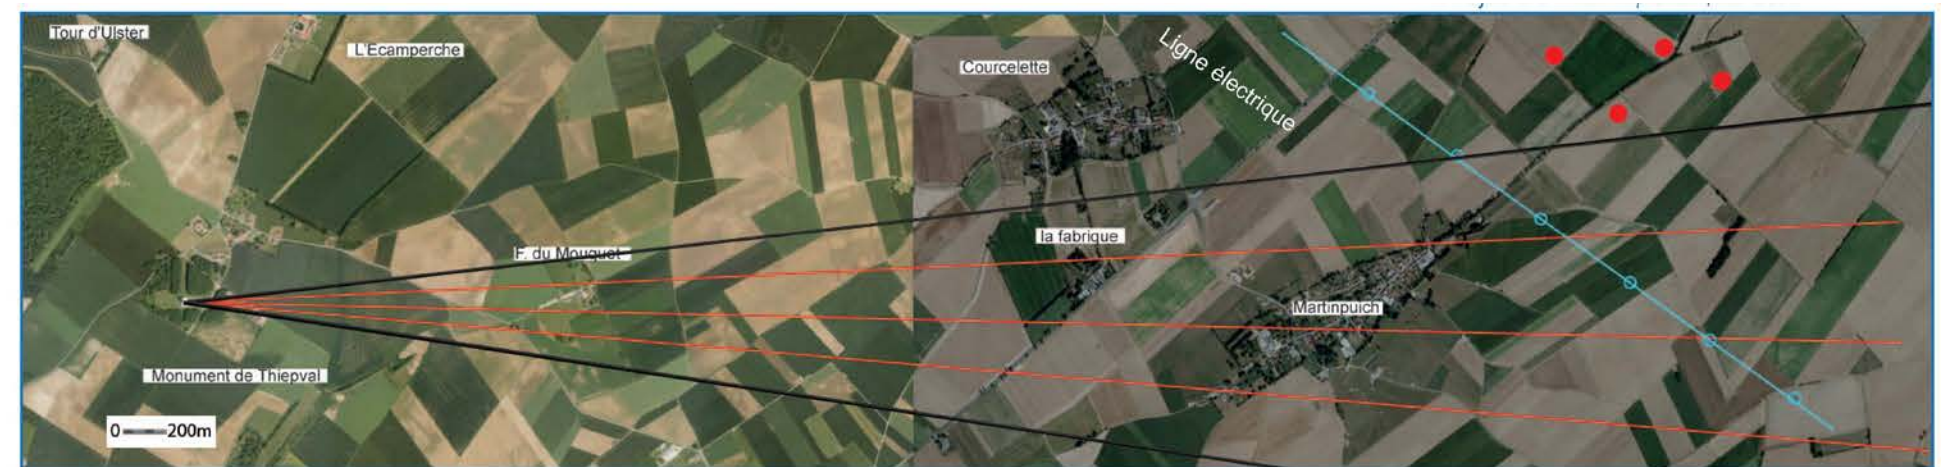 Tour d'Ulster
L'Ecamperche
Courcelette
Ligne électrique
la fabrique
F. du Mouquet
Martinpuich
Monument de Thiepval
0 200m